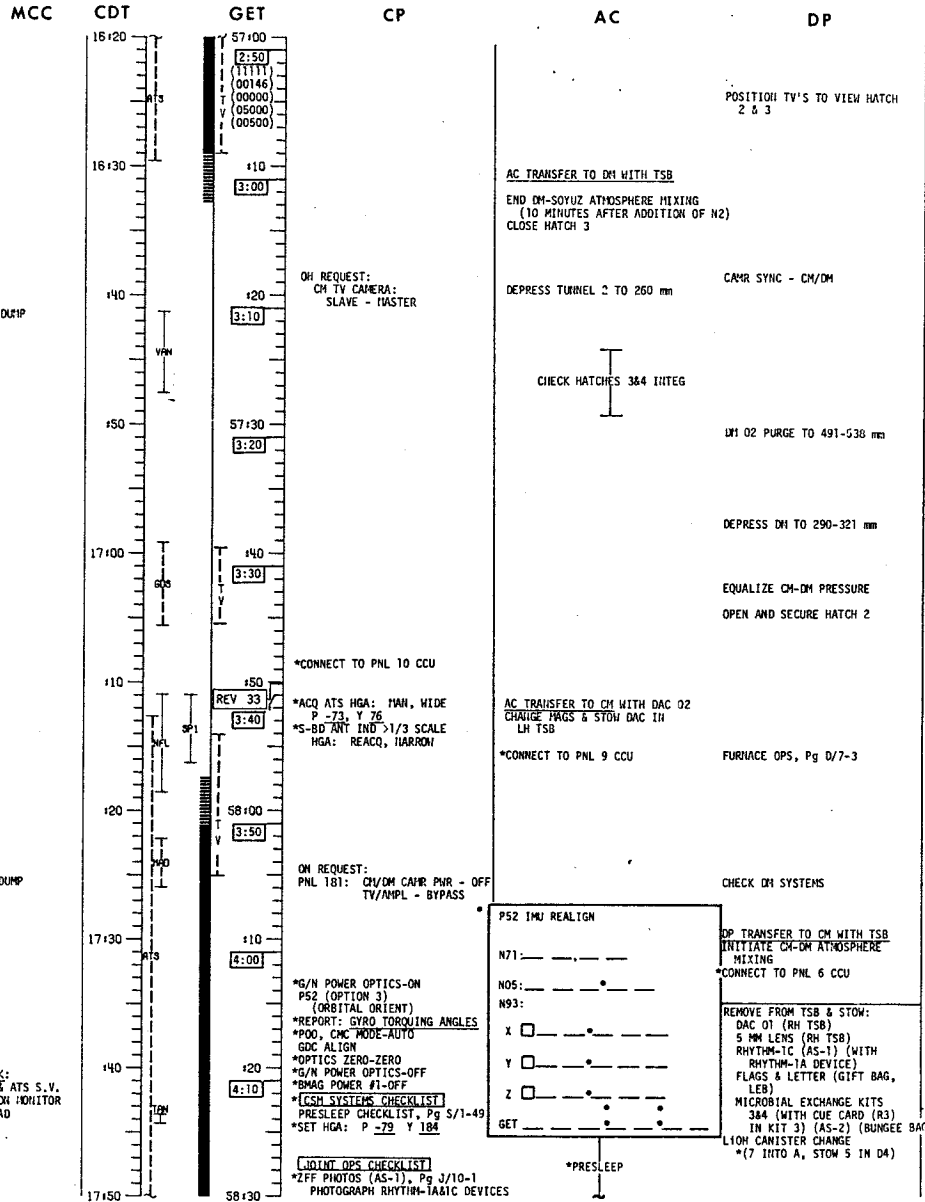 MCC CDT GET CP AC DP
16:20
57:00
2:50
(11111)
(00146)
(00000)
(05000)
(00500)
ATS
TV
POSITION TV'S TO VIEW HATCH
2 & 3
16:30
:10
3:00
AC TRANSFER TO DM WITH TSB
END DM-SOYUZ ATMOSPHERE MIXING
(10 MINUTES AFTER ADDITION OF N2)
CLOSE HATCH 3
ON REQUEST:
CM TV CAMERA:
SLAVE - MASTER
CAMR SYNC - CM/DM
:40
:20
DEPRESS TUNNEL 2 TO 260 mm
DUMP
3:10
VAN
CHECK HATCHES 3&4 INTEG
:50
57:30
DM O2 PURGE TO 491-538 mm
3:20
DEPRESS DM TO 290-321 mm
17:00
:40
3:30
GDS
TV
EQUALIZE CM-DM PRESSURE
OPEN AND SECURE HATCH 2
*CONNECT TO PNL 10 CCU
:10
:50
REV 33
3:40
*ACQ ATS HGA: MAN, WIDE
P -73, Y 76
*S-BD ANT IND >1/3 SCALE
HGA: REACQ, NARROW
AC TRANSFER TO CM WITH DAC 02
CHANGE MAGS & STOW DAC IN
LH TSB
NFL
SP1
*CONNECT TO PNL 9 CCU
FURNACE OPS, Pg D/7-3
:20
58:00
3:50
TV
MAD
ON REQUEST:
PNL 181: CM/DM CAMR PWR - OFF
TV/AMPL - BYPASS
DUMP
CHECK DM SYSTEMS
17:30
:10
ATS
4:00
P52 IMU REALIGN
N71:
N05:
N93:
X
Y
Z
GET
DP TRANSFER TO CM WITH TSB
INITIATE CM-DM ATMOSPHERE
MIXING
*CONNECT TO PNL 6 CCU
*G/N POWER OPTICS-ON
P52 (OPTION 3)
(ORBITAL ORIENT)
*REPORT: GYRO TORQUING ANGLES
*POO, CMC MODE-AUTO
GDC ALIGN
*OPTICS ZERO-ZERO
*G/N POWER OPTICS-OFF
*BMAG POWER #1-OFF
*CSM SYSTEMS CHECKLIST
PRESLEEP CHECKLIST, Pg S/1-49
*SET HGA: P -79 Y 184
REMOVE FROM TSB & STOW:
DAC 01 (RH TSB)
5 MM LENS (RH TSB)
RHYTHM-1C (AS-1) (WITH
RHYTHM-1A DEVICE)
FLAGS & LETTER (GIFT BAG,
LEB)
MICROBIAL EXCHANGE KITS
3&4 (WITH CUE CARD (R3)
IN KIT 3) (AS-2) (BUNGEE BAG
LIOH CANISTER CHANGE
*(7 INTO A, STOW 5 IN D4)
:40
:20
4:10
K:
& ATS S.V.
ON MONITOR
AD
TAN
JOINT OPS CHECKLIST
*ZFF PHOTOS (AS-1), Pg J/10-1
PHOTOGRAPH RHYTHM-1A&1C DEVICES
*PRESLEEP
17:50
58:30